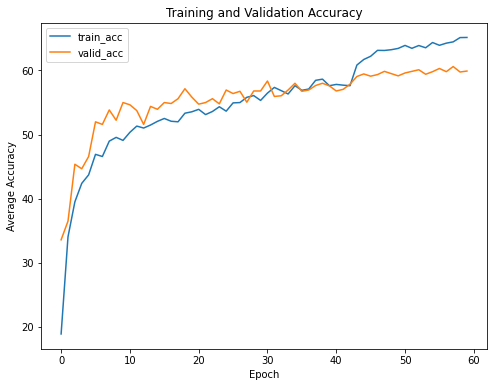 Training and Validation Accuracy
train_acc
valid_acc
Average Accuracy
60
50
40
30
20
0 10 20 30 40 50 60
Epoch